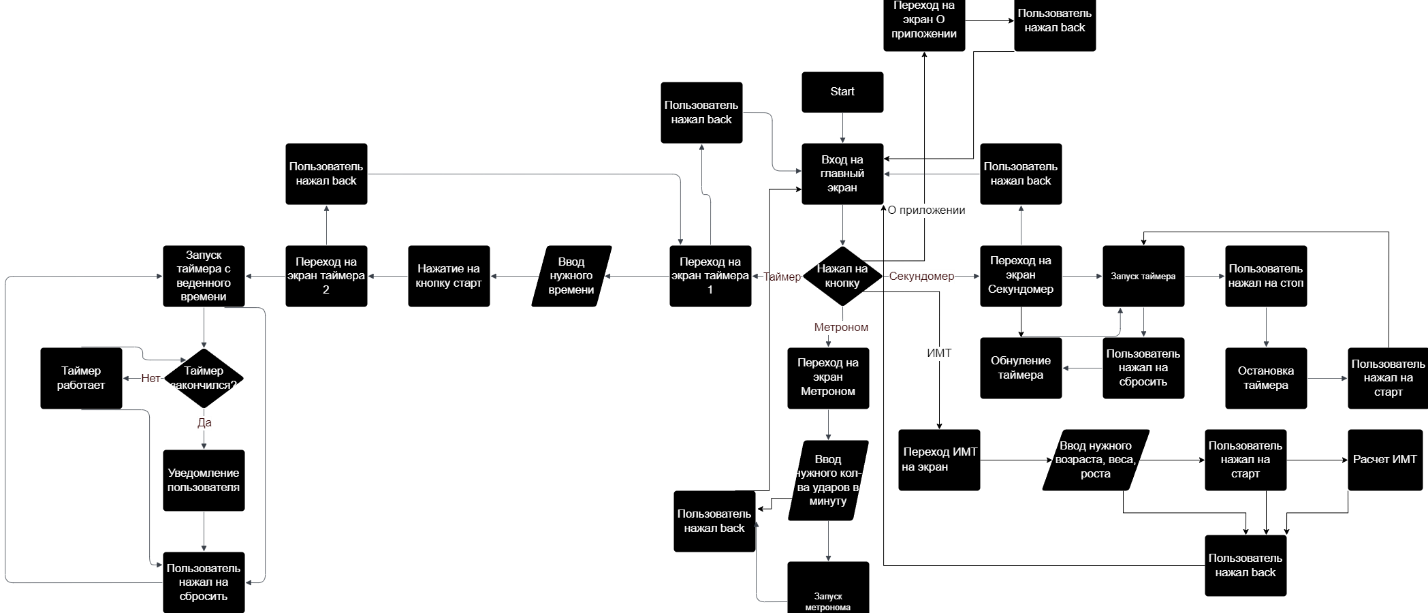 Переход на
экран О
приложении
Пользователь
нажал back
Start
Пользователь
нажал back
Вход на
главный
экран
Пользователь
нажал back
Пользователь
нажал back
О приложении
Запуск
таймера с
веденного
времени
Переход на
экран таймера
2
Нажатие на
кнопку старт
Ввод
нужного
времени
Переход на
экран таймера
1
Таймер
Нажал на
кнопку
Секундомер
Переход на
экран
Секундомер
Запуск таймера
Пользователь
нажал на стоп
Метроном
ИМТ
Таймер
работает
Нет
Таймер
закончился?
Да
Переход на
экран
Метроном
Обнуление
таймера
Пользователь
нажал на
сбросить
Остановка
таймера
Пользователь
нажал на
старт
Уведомление
пользователя
Ввод
нужного кол-
ва ударов в
минуту
Переход ИМТ
на экран
Ввод нужного
возраста, веса,
роста
Пользователь
нажал на
старт
Расчет ИМТ
Пользователь
нажал back
Пользователь
нажал на
сбросить
Запуск
метронома
Пользователь
нажал back